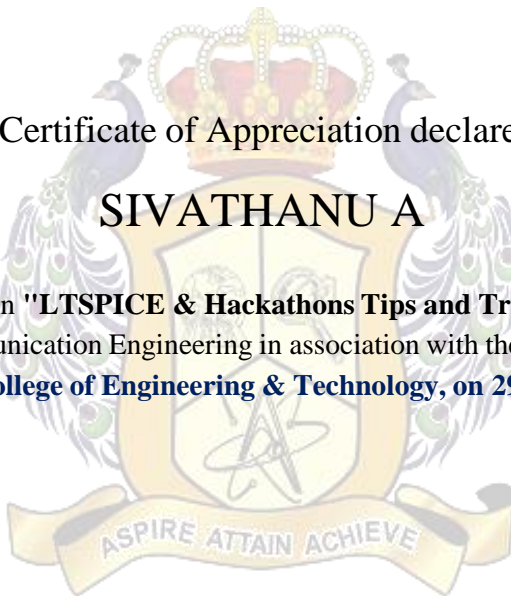 Certificate of Appreciation declare
SIVATHANU A
n "LTSPICE & Hackathons Tips and Tr
unication Engineering in association with the
ollege of Engineering & Technology, on 29
ASPIRE ATTAIN ACHIEVE